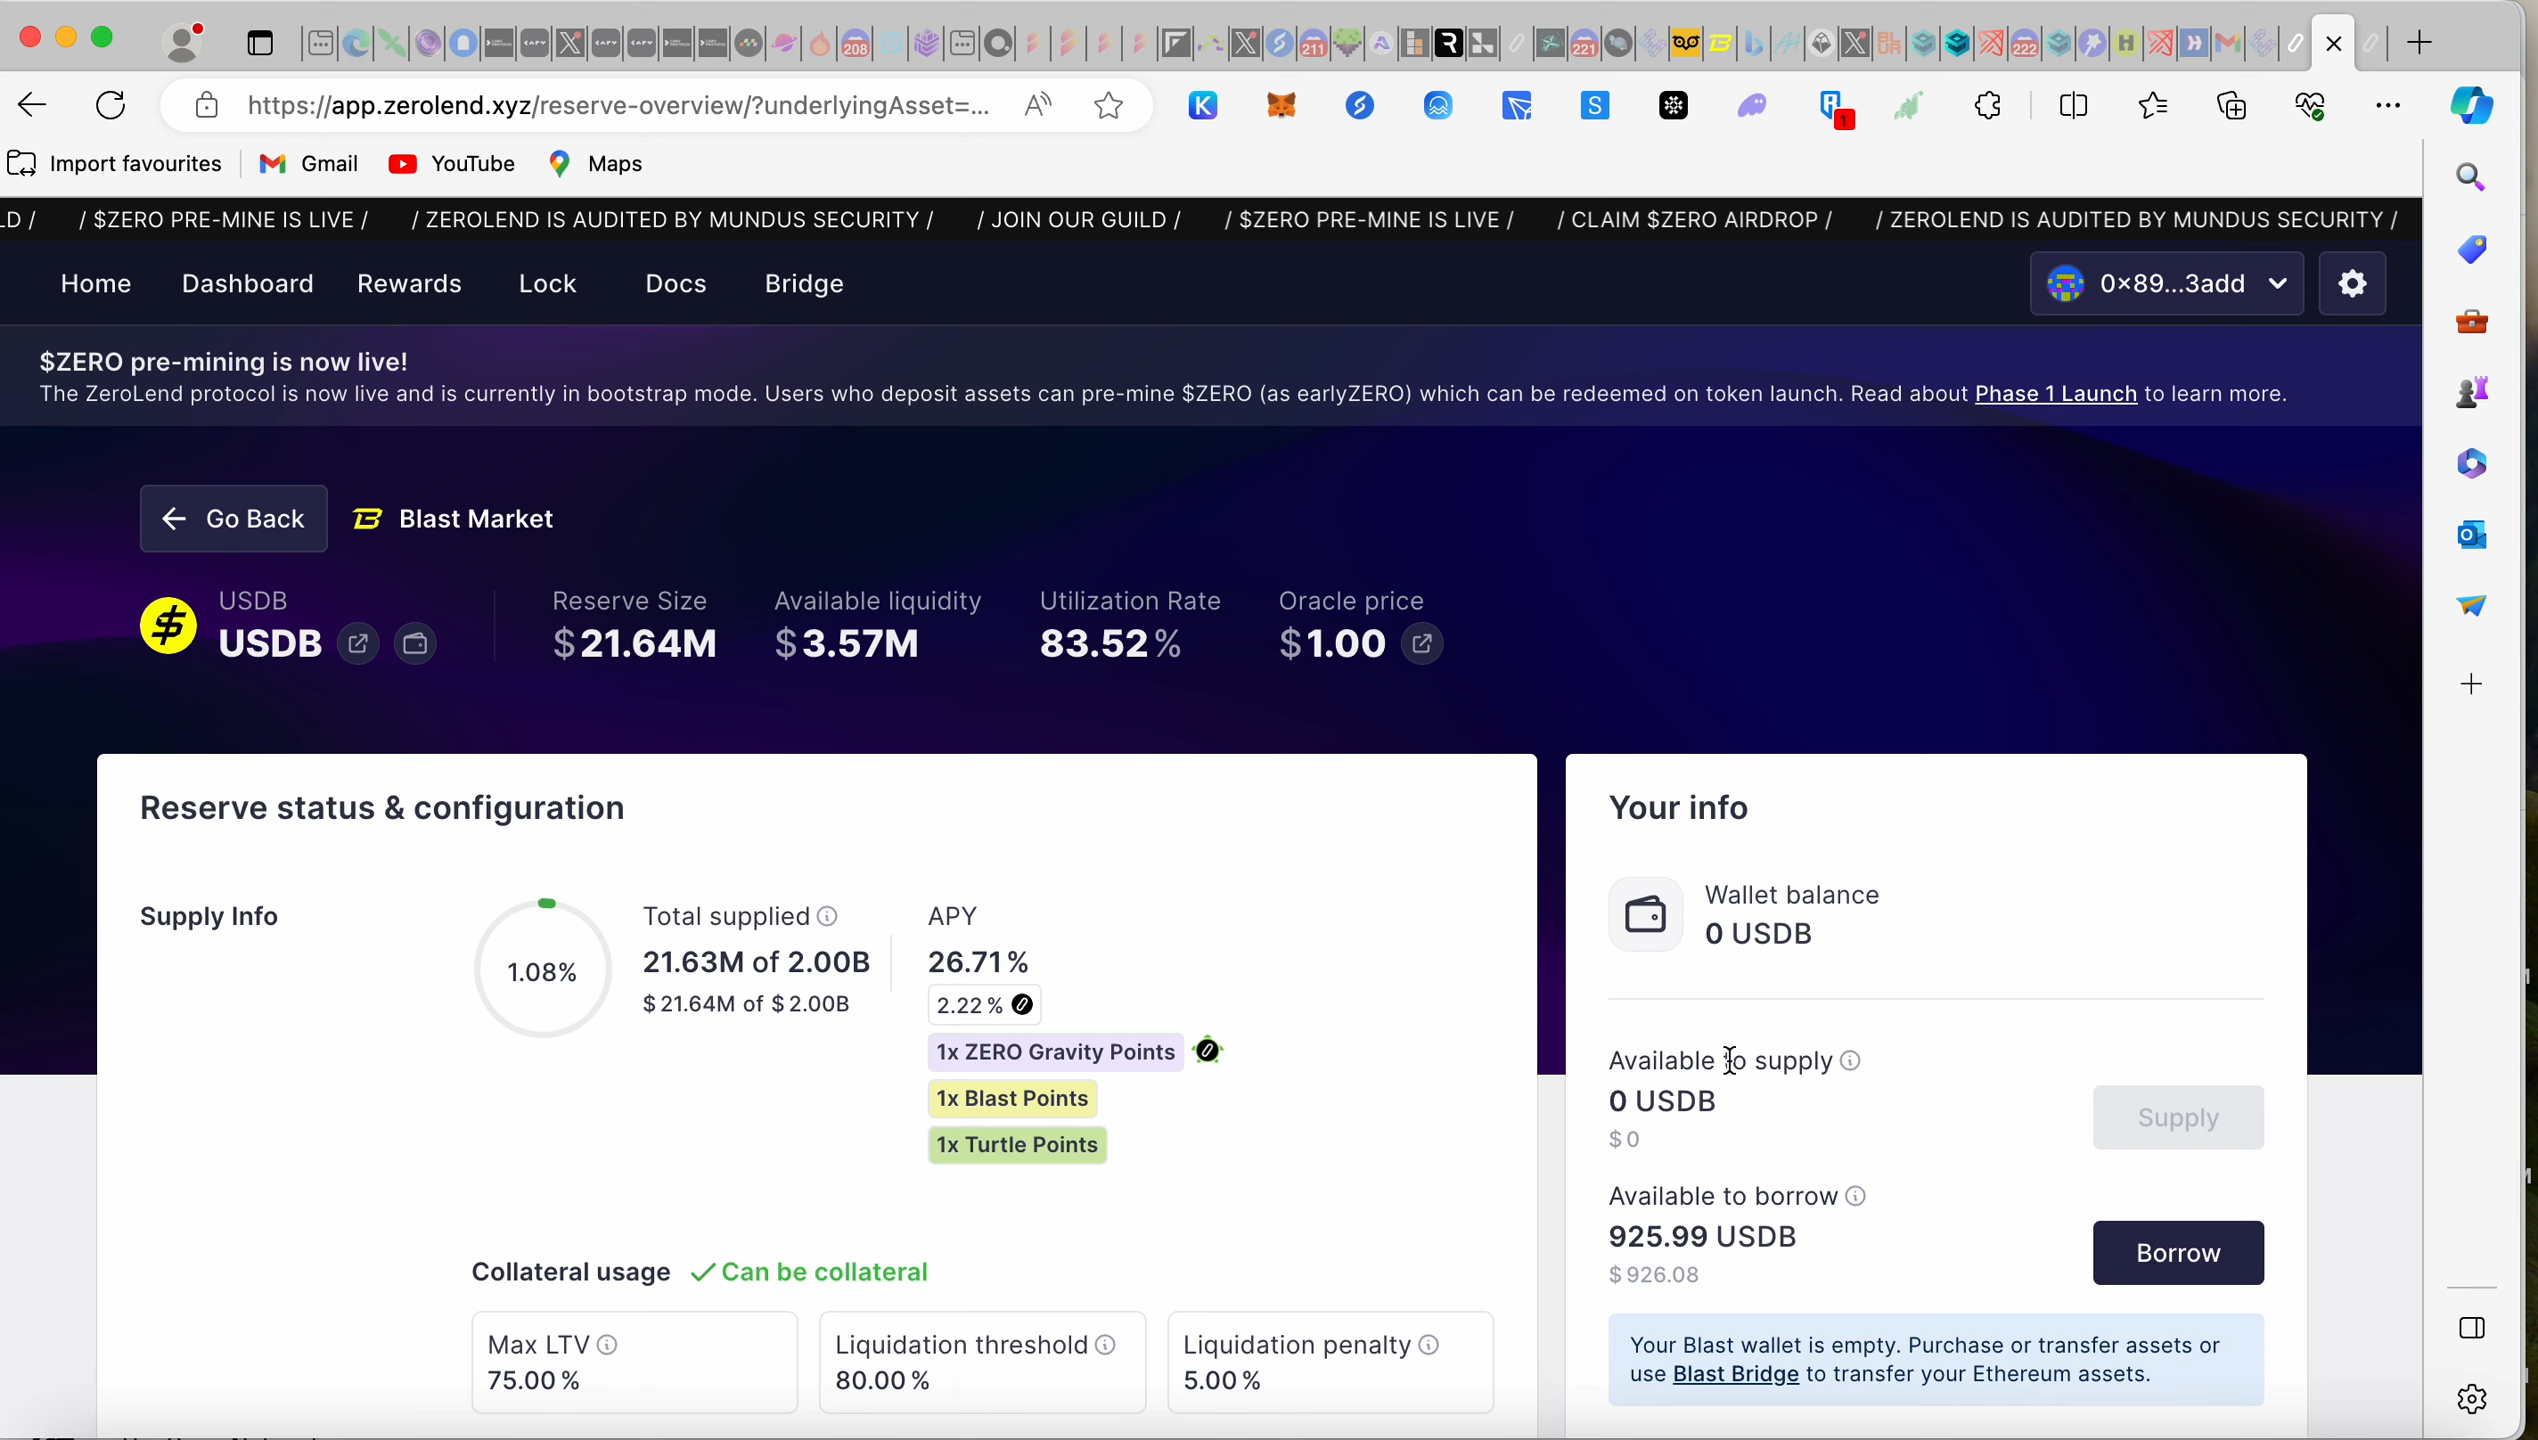 208
211
221
222
https://app.zerolend.xyz/reserve-overview/?underlyingAsset=...
1
Import favourites
Gmail
YouTube
Maps
LD / / $ZERO PRE-MINE IS LIVE / / ZEROLEND IS AUDITED BY MUNDUS SECURITY / / JOIN OUR GUILD / / $ZERO PRE-MINE IS LIVE / / CLAIM $ZERO AIRDROP / / ZEROLEND IS AUDITED BY MUNDUS SECURITY /
Home Dashboard Rewards Lock Docs Bridge
0×89...3add
$ZERO pre-mining is now live!
The ZeroLend protocol is now live and is currently in bootstrap mode. Users who deposit assets can pre-mine $ZERO (as earlyZERO) which can be redeemed on token launch. Read about Phase 1 Launch to learn more.
Go Back
Blast Market
USDB
USDB
Reserve Size
$21.64M
Available liquidity
$3.57M
Utilization Rate
83.52%
Oracle price
$1.00
Reserve status & configuration
Supply Info
1.08%
Total supplied
21.63M of 2.00B
$21.64M of $2.00B
APY
26.71%
2.22%
1x ZERO Gravity Points
1x Blast Points
1x Turtle Points
Collateral usage
Can be collateral
Max LTV
75.00%
Liquidation threshold
80.00%
Liquidation penalty
5.00%
Your info
Wallet balance
0 USDB
Available to supply
0 USDB
$0
Supply
Available to borrow
925.99 USDB
$926.08
Borrow
Your Blast wallet is empty. Purchase or transfer assets or
use Blast Bridge to transfer your Ethereum assets.